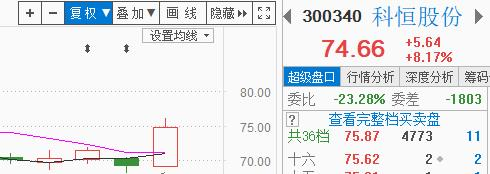 + - 复权▼ 叠加▼ 画线 隐藏>>
设置均线▼
80.00
75.00
70.00
300340 科恒股份
74.66 +5.64
+8.17%
超级盘口 行情分析 深度分析 筹码
委比 -23.28% 委差 -1803
? 查看完整档买卖盘
共36档 75.87 4773 11
十六 75.62 2 2